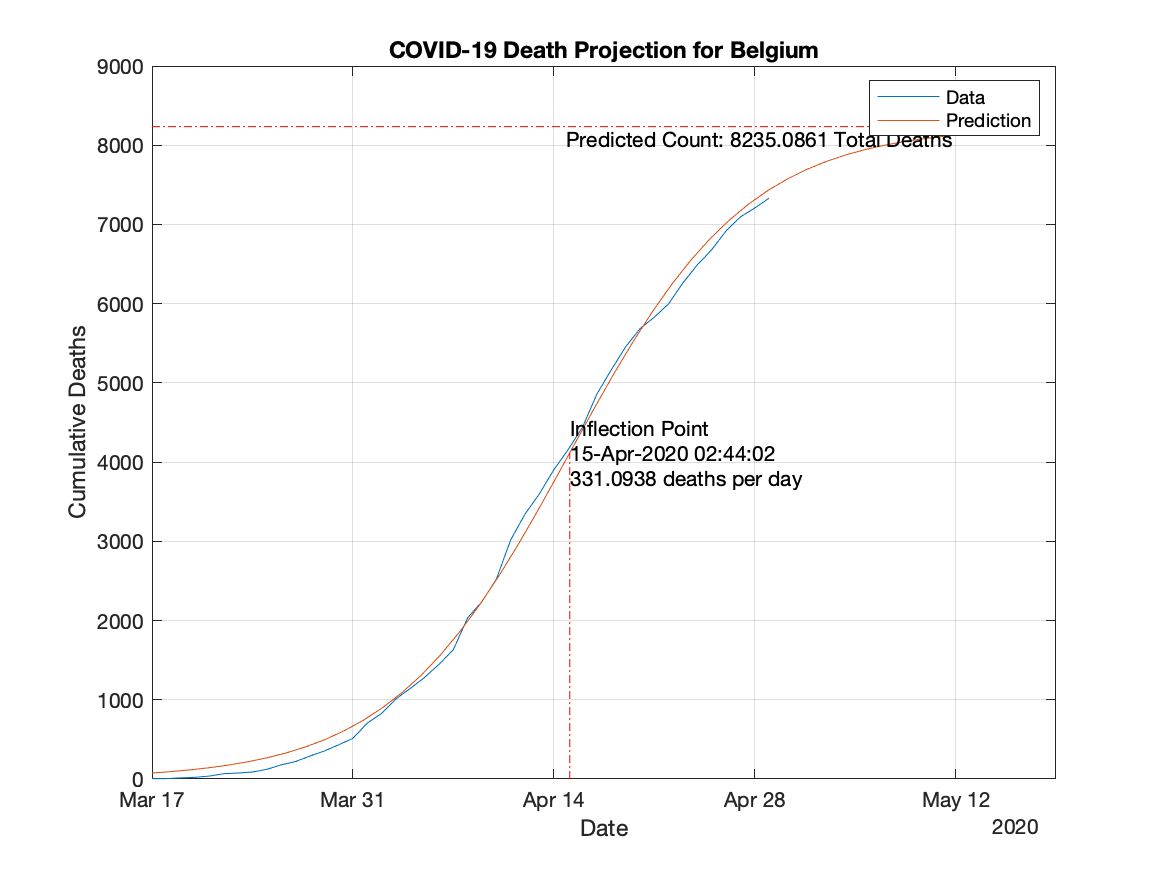 COVID-19 Death Projection for Belgium
9000
8000
7000
6000
5000
4000
3000
2000
1000
0
Cumulative Deaths
Data
Prediction
Predicted Count: 8235.0861 Total Deaths
Inflection Point
15-Apr-2020 02:44:02
331.0938 deaths per day
Mar 17
Mar 31
Apr 14
Apr 28
May 12
Date
2020